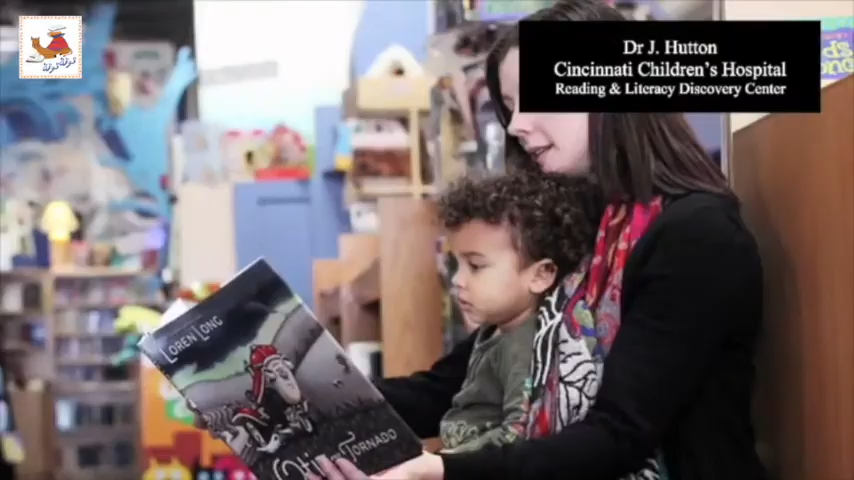 Dr J. Hutton
Cincinnati Children's Hospital
Reading & Literacy Discovery Center
LOREN LONG
TORNADO